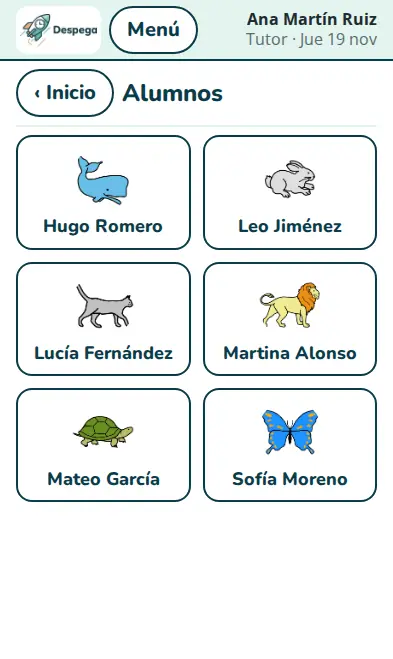 Despega
Menú
Ana Martín Ruiz
Tutor · Jue 19 nov
‹ Inicio
Alumnos
Hugo Romero
Leo Jiménez
Lucía Fernández
Martina Alonso
Mateo García
Sofía Moreno